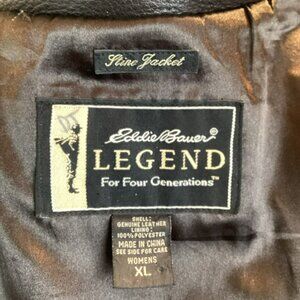 Stine Jacket
Eddie Bauer®
LEGEND
For Four Generations™
SHELL:
GENUINE LEATHER
LINING:
100% POLYESTER
MADE IN CHINA
SEE SIDE FOR CARE
WOMENS
XL